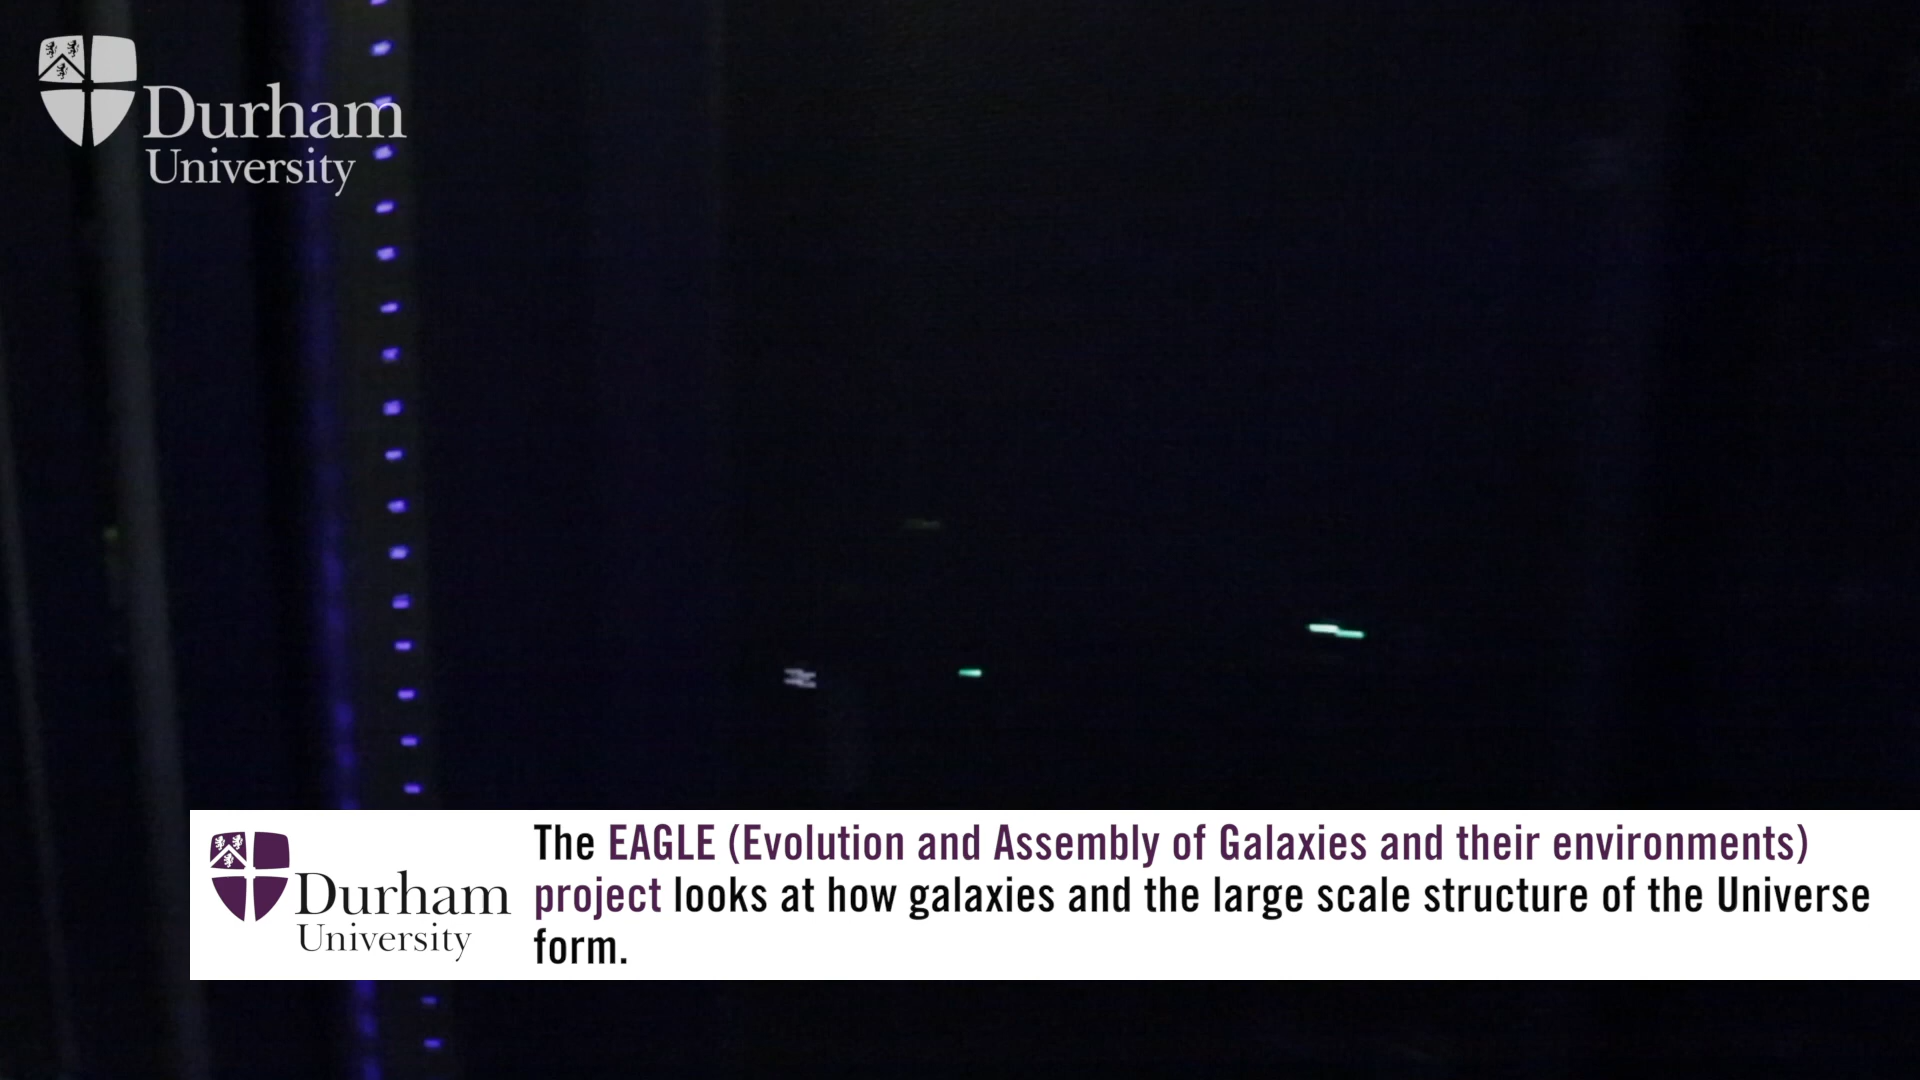 Durham
University
The EAGLE (Evolution and Assembly of Galaxies and their environments)
project looks at how galaxies and the large scale structure of the Universe
form.
Durham
University